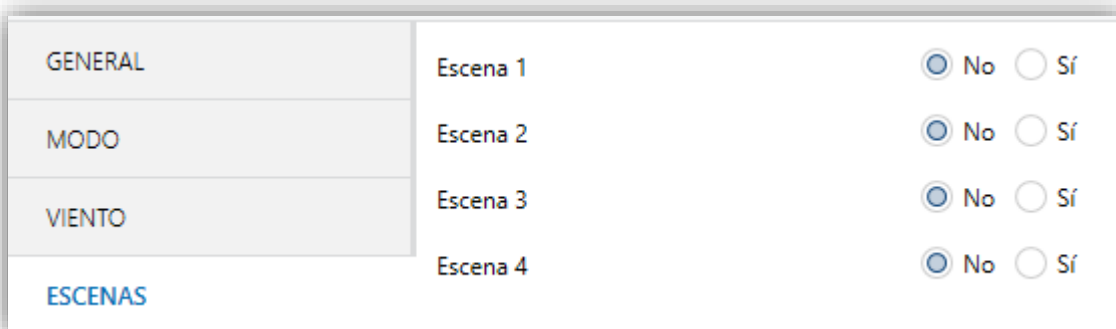 GENERAL
MODO
VIENTO
ESCENAS
Escena 1 No Sí
Escena 2 No Sí
Escena 3 No Sí
Escena 4 No Sí